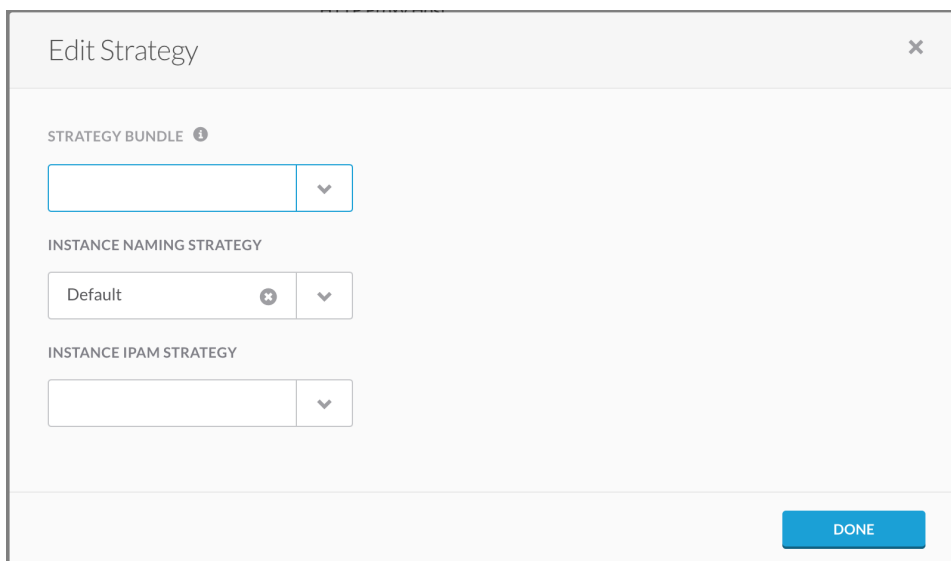 Edit Strategy
STRATEGY BUNDLE
INSTANCE NAMING STRATEGY
Default
INSTANCE IPAM STRATEGY
DONE